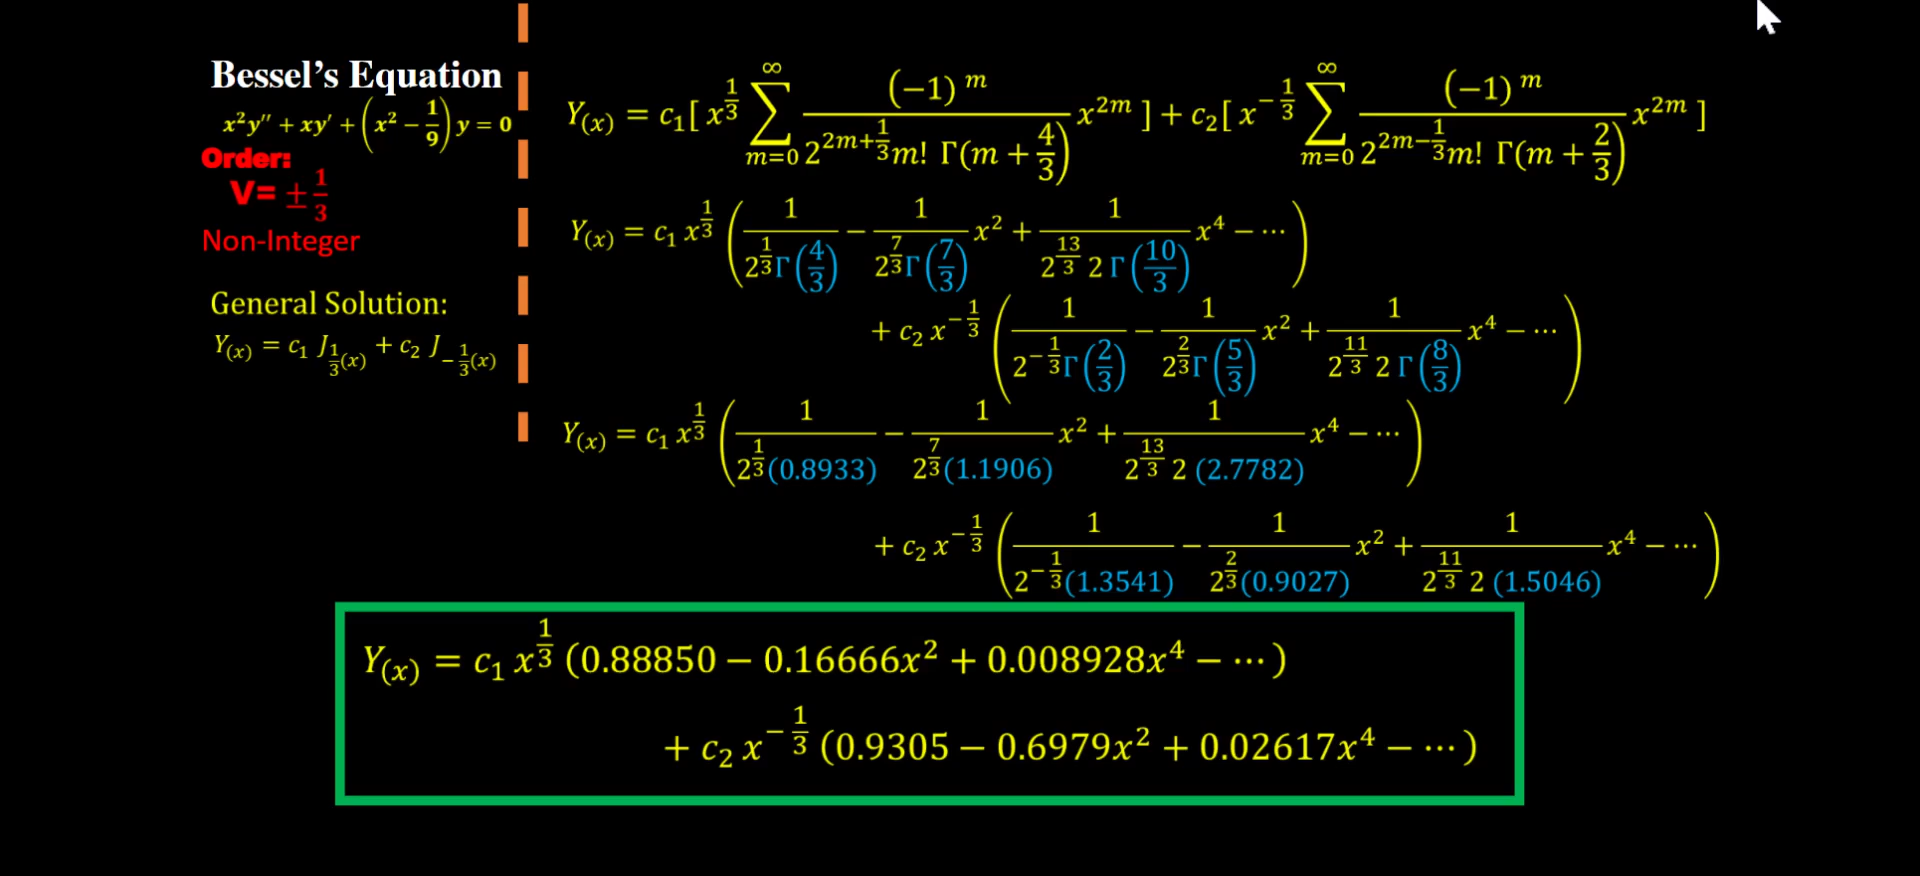 Bessel's Equation
x²y′′ + xy′ + (x² − 1/9) y = 0
Order:
V= ± 1/3
Non-Integer
General Solution:
Y_(x) = c₁ J_{1/3}(x) + c₂ J_{−1/3}(x)
Y_(x) = c₁[ x^{1/3} ∑_{m=0}^{∞} (−1)^m / (2^{2m+1/3} m! Γ(m + 4/3)) x^{2m} ] + c₂[ x^{−1/3} ∑_{m=0}^{∞} (−1)^m / (2^{2m−1/3} m! Γ(m + 2/3)) x^{2m} ]
Y_(x) = c₁ x^{1/3} ( 1 / (2^{1/3} Γ(4/3)) − 1 / (2^{7/3} Γ(7/3)) x² + 1 / (2^{13/3} 2 Γ(10/3)) x⁴ − ⋯ )
+ c₂ x^{−1/3} ( 1 / (2^{−1/3} Γ(2/3)) − 1 / (2^{2/3} Γ(5/3)) x² + 1 / (2^{11/3} 2 Γ(8/3)) x⁴ − ⋯ )
Y_(x) = c₁ x^{1/3} ( 1 / (2^{1/3} (0.8933)) − 1 / (2^{7/3} (1.1906)) x² + 1 / (2^{13/3} 2 (2.7782)) x⁴ − ⋯ )
+ c₂ x^{−1/3} ( 1 / (2^{−1/3} (1.3541)) − 1 / (2^{2/3} (0.9027)) x² + 1 / (2^{11/3} 2 (1.5046)) x⁴ − ⋯ )
Y_(x) = c₁ x^{1/3} (0.88850 − 0.16666x² + 0.008928x⁴ − ⋯ )
+ c₂ x^{−1/3} (0.9305 − 0.6979x² + 0.02617x⁴ − ⋯ )